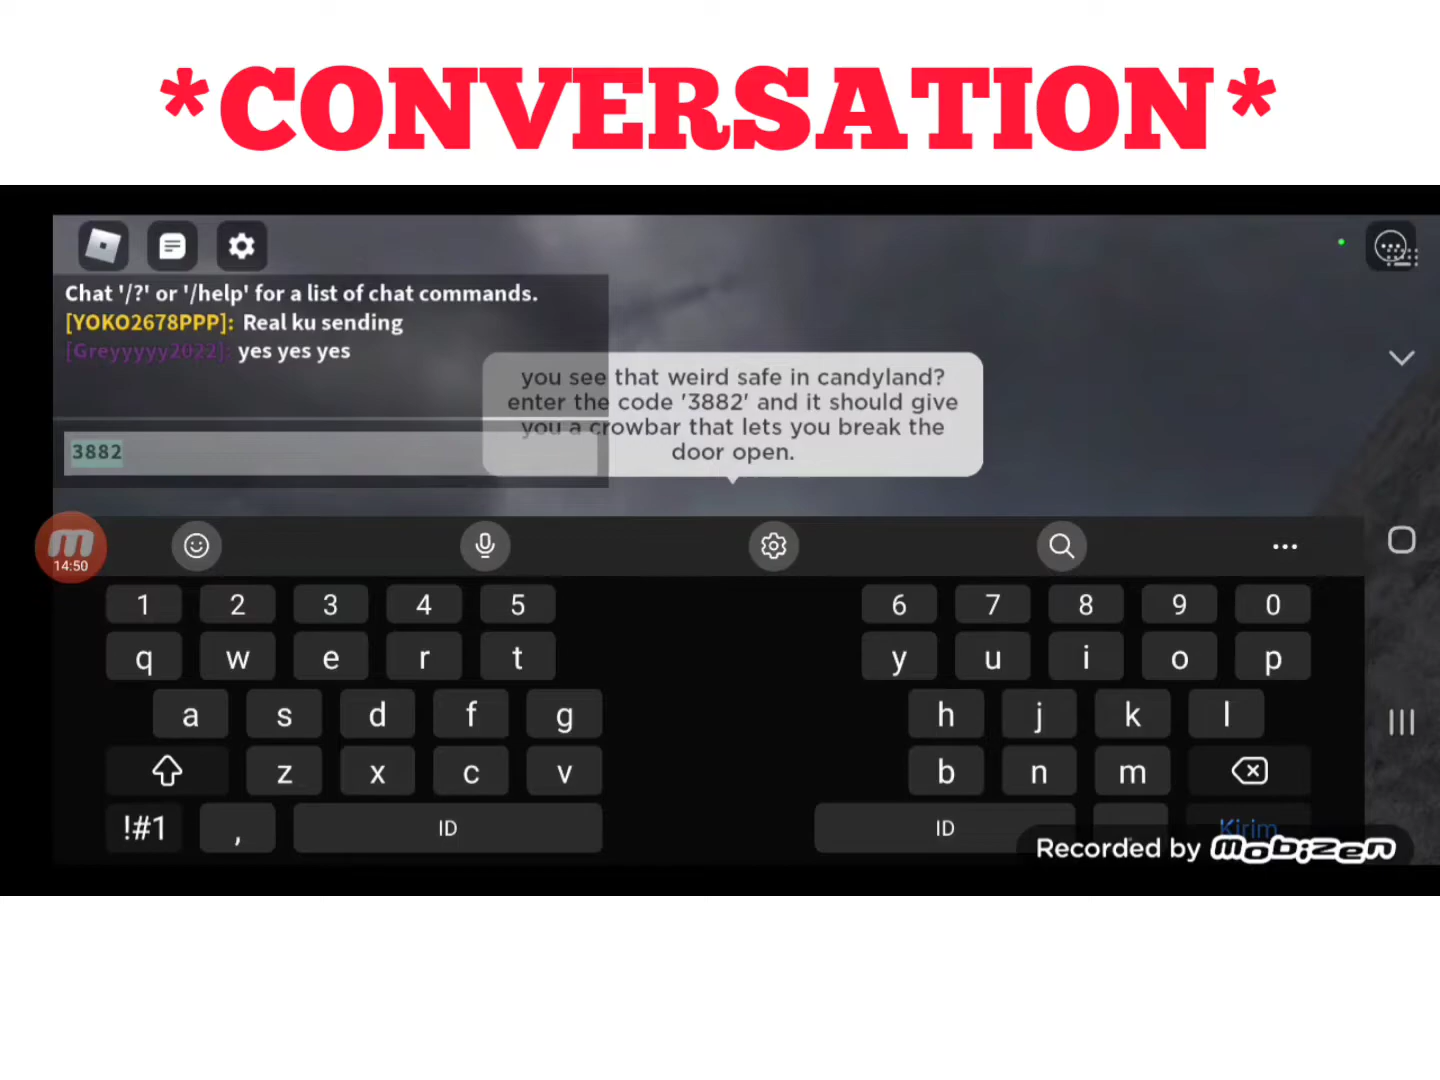 *CONVERSATION*
Chat '/?' or '/help' for a list of chat commands.
[YOKO2678PPP]: Real ku sending
[Greyyyyy2022]: yes yes yes
you see that weird safe in candyland?
enter the code '3882' and it should give
you a crowbar that lets you break the
door open.
3882
14:50
1 2 3 4 5 6 7 8 9 0
q w e r t y u i o p
a s d f g h j k l
z x c v b n m
!#1 , ID ID Kirim
Recorded by mobizen